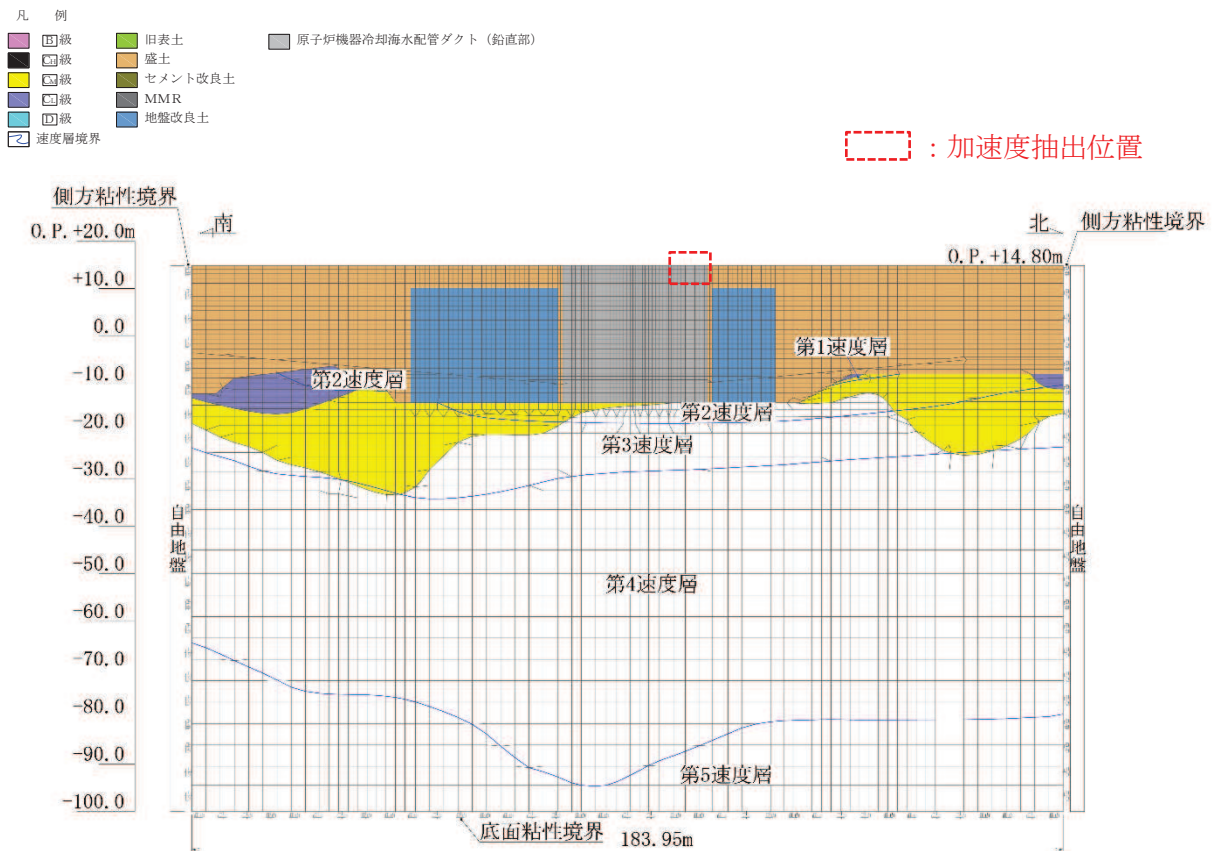 凡 例
B級
CH級
CM級
CL級
D級
速度層境界
旧表土
盛土
セメント改良土
MMR
地盤改良土
原子炉機器冷却海水配管ダクト（鉛直部）
：加速度抽出位置
側方粘性境界
南
北
側方粘性境界
O.P.+20.0m
O.P.+14.80m
+10.0
0.0
-10.0
-20.0
-30.0
-40.0
-50.0
-60.0
-70.0
-80.0
-90.0
-100.0
第1速度層
第2速度層
第2速度層
第3速度層
自由地盤
自由地盤
第4速度層
第5速度層
底面粘性境界
183.95m